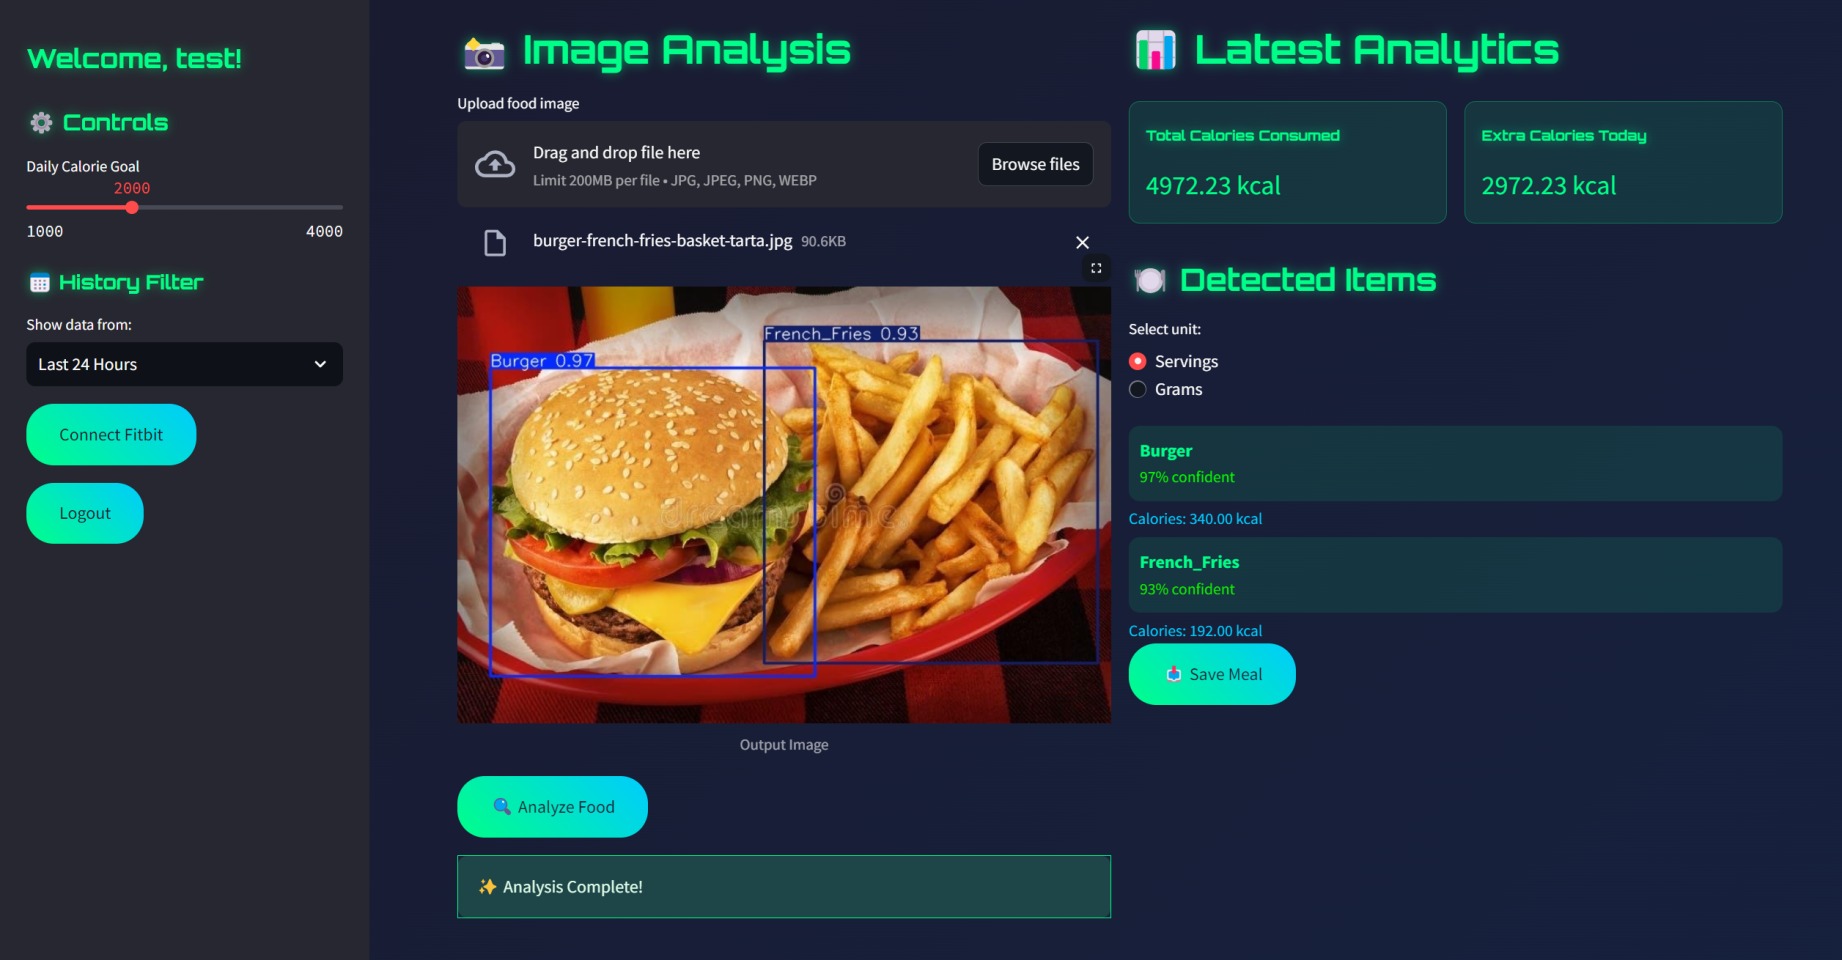 Welcome, test!
Controls
Daily Calorie Goal
2000
1000 4000
History Filter
Show data from:
Last 24 Hours
Connect Fitbit
Logout
Image Analysis
Upload food image
Drag and drop file here
Limit 200MB per file • JPG, JPEG, PNG, WEBP
Browse files
burger-french-fries-basket-tarta.jpg 90.6KB
Burger 0.97
French_Fries 0.93
dreamstime
Output Image
Analyze Food
Analysis Complete!
Latest Analytics
Total Calories Consumed
4972.23 kcal
Extra Calories Today
2972.23 kcal
Detected Items
Select unit:
Servings
Grams
Burger
97% confident
Calories: 340.00 kcal
French_Fries
93% confident
Calories: 192.00 kcal
Save Meal